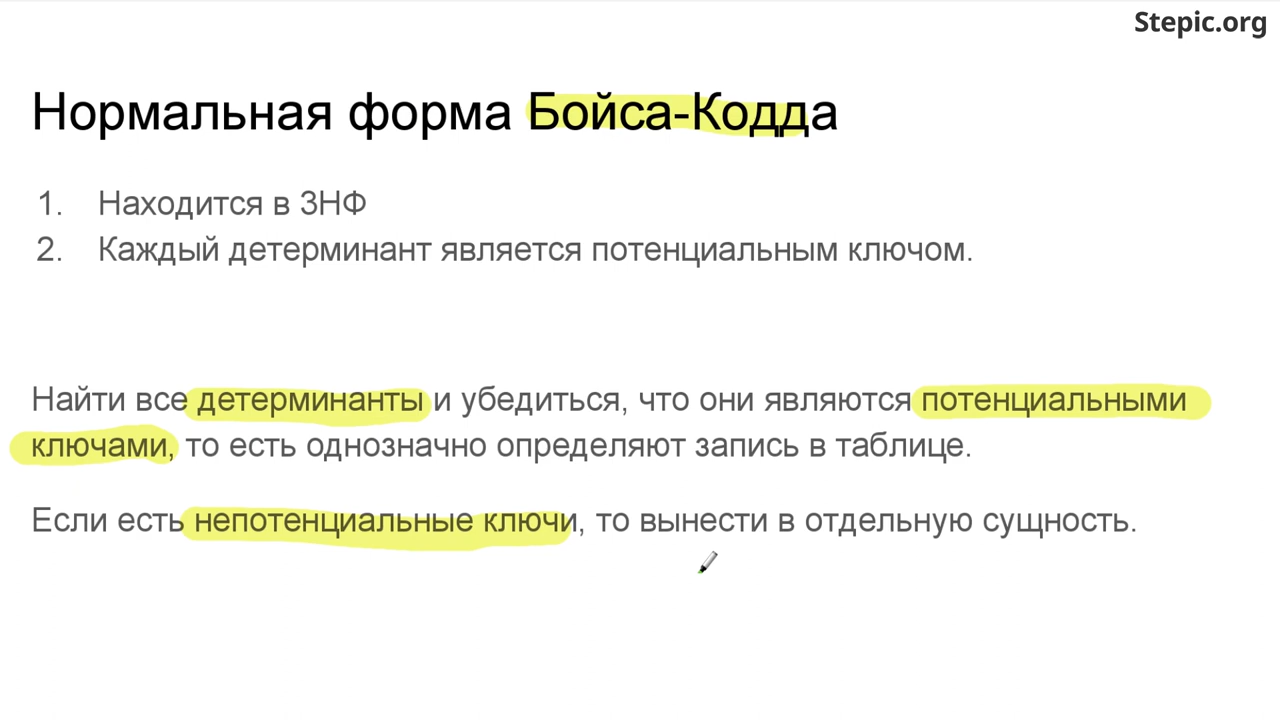 Stepic.org
Нормальная форма Бойса-Кодда
1. Находится в 3НФ
2. Каждый детерминант является потенциальным ключом.
Найти все детерминанты и убедиться, что они являются потенциальными
ключами, то есть однозначно определяют запись в таблице.
Если есть непотенциальные ключи, то вынести в отдельную сущность.